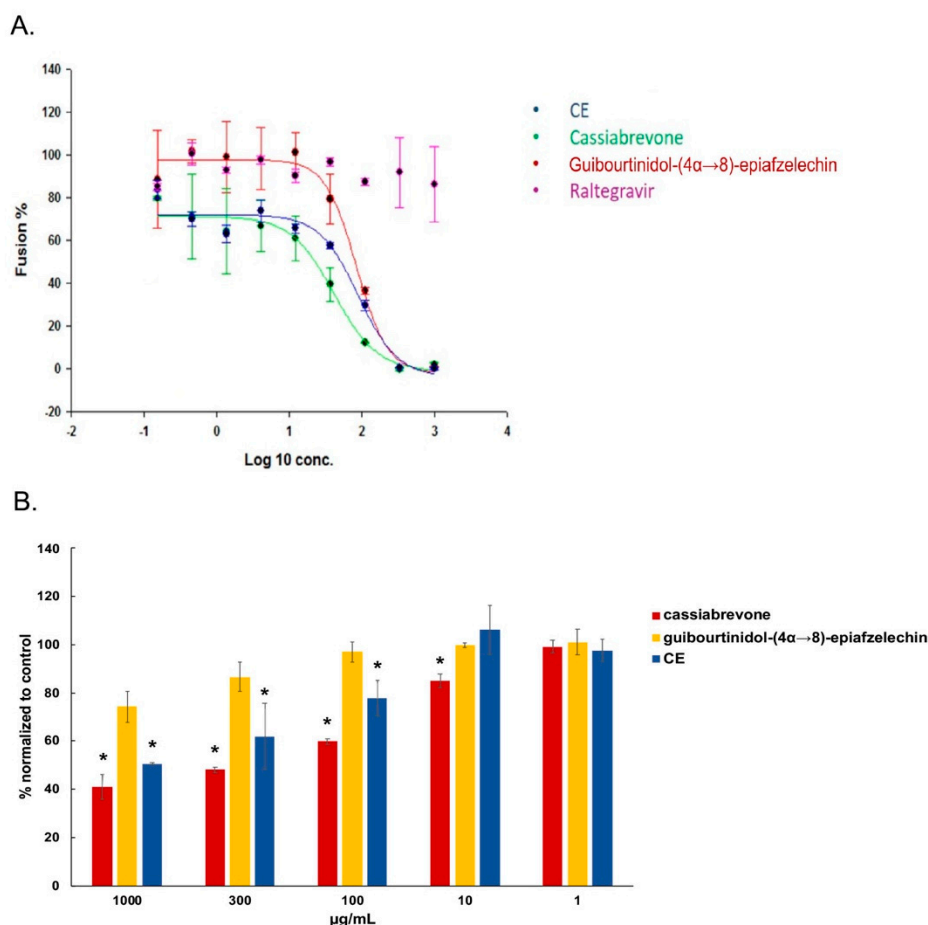 A.
140
120
100
80
60
40
20
0
-20
Fusion %
-2 -1 0 1 2 3 4
Log 10 conc.
CE
Cassiabrevone
Guibourtinidol-(4α→8)-epiafzelechin
Raltegravir
B.
140
120
100
80
60
40
20
0
% normalized to control
* * * * * * *
1000 300 100 10 1
µg/mL
cassiabrevone
guibourtinidol-(4α→8)-epiafzelechin
CE